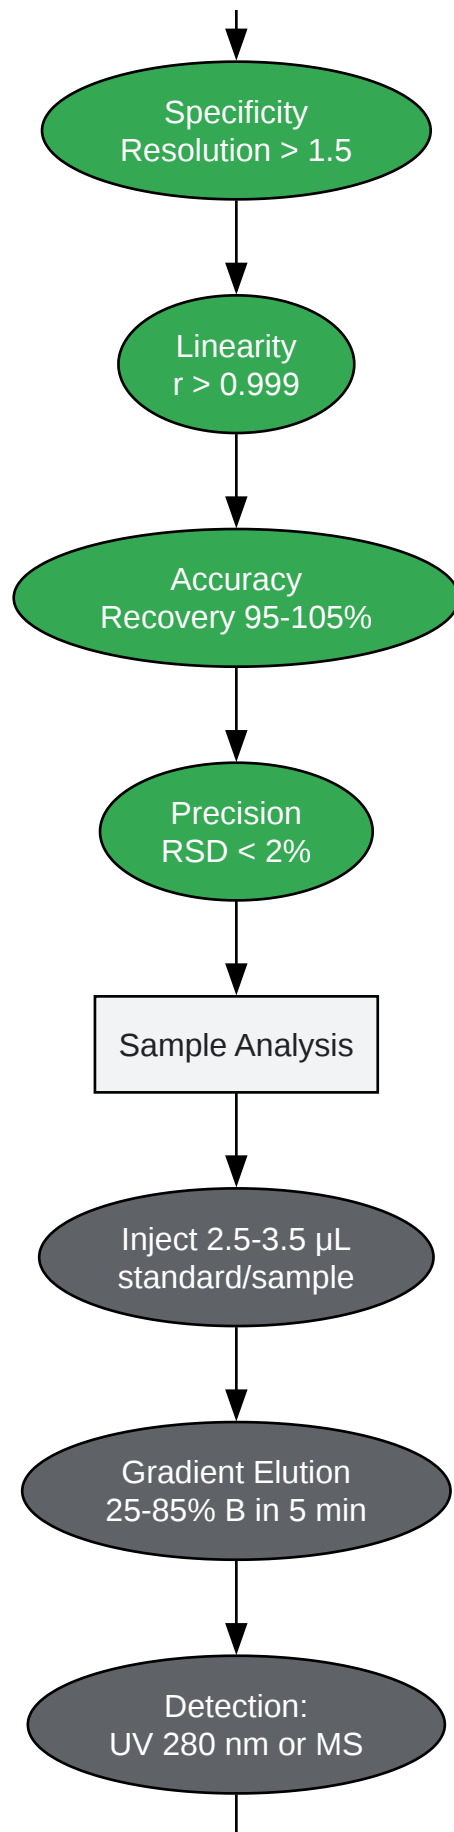 Specificity
Resolution > 1.5
Linearity
r > 0.999
Accuracy
Recovery 95-105%
Precision
RSD < 2%
Sample Analysis
Inject 2.5-3.5 μL
standard/sample
Gradient Elution
25-85% B in 5 min
Detection:
UV 280 nm or MS